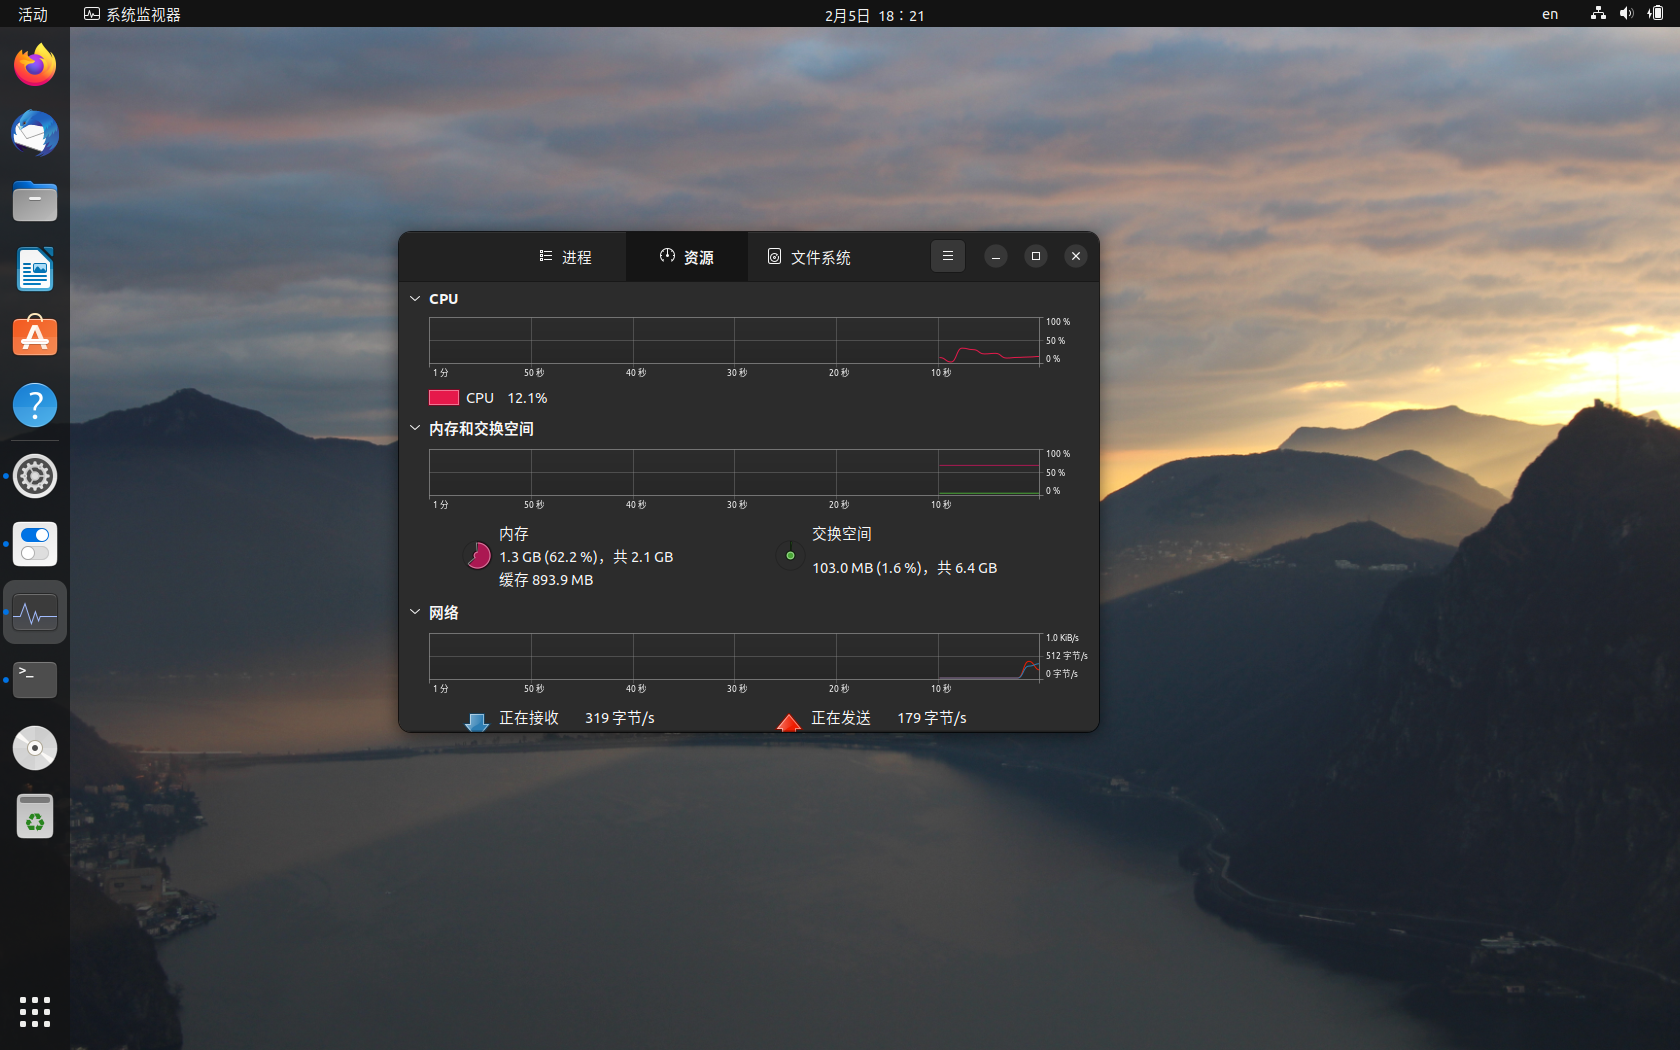 活动 系统监视器 2月5日 18：21 en
进程 资源 文件系统
CPU
100 %
50 %
0 %
1 分 50 秒 40 秒 30 秒 20 秒 10 秒
CPU 12.1%
内存和交换空间
100 %
50 %
0 %
1 分 50 秒 40 秒 30 秒 20 秒 10 秒
内存
1.3 GB (62.2 %)，共 2.1 GB
缓存 893.9 MB
交换空间
103.0 MB (1.6 %)，共 6.4 GB
网络
1.0 KiB/s
512 字节/s
0 字节/s
1 分 50 秒 40 秒 30 秒 20 秒 10 秒
正在接收 319 字节/s 正在发送 179 字节/s